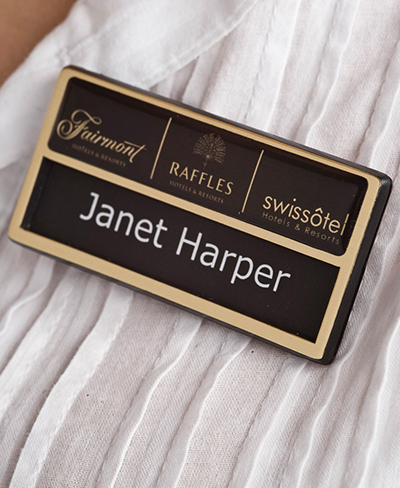 Fairmont
HOTELS & RESORTS
RAFFLES
HOTELS & RESORTS
swissôtel
Hotels & Resorts
Janet Harper